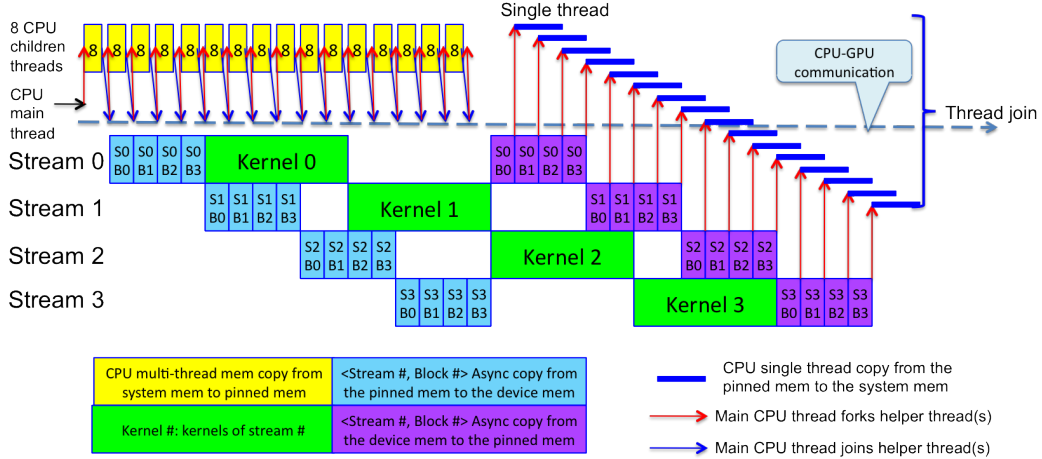 8 CPU
children
threads
8 8 8 8 8 8 8 8 8 8 8 8 8 8 8 8
CPU
main
thread
Single thread
CPU-GPU
communication
Thread join
Stream 0
S0 S0 S0 S0
B0 B1 B2 B3
Kernel 0
S0 S0 S0 S0
B0 B1 B2 B3
Stream 1
S1 S1 S1 S1
B0 B1 B2 B3
Kernel 1
S1 S1 S1 S1
B0 B1 B2 B3
Stream 2
S2 S2 S2 S2
B0 B1 B2 B3
Kernel 2
S2 S2 S2 S2
B0 B1 B2 B3
Stream 3
S3 S3 S3 S3
B0 B1 B2 B3
Kernel 3
S3 S3 S3 S3
B0 B1 B2 B3
CPU multi-thread mem copy from
system mem to pinned mem
<Stream #, Block #> Async copy from
the pinned mem to the device mem
Kernel #: kernels of stream #
<Stream #, Block #> Async copy from
the device mem to the pinned mem
CPU single thread copy from the
pinned mem to the system mem
Main CPU thread forks helper thread(s)
Main CPU thread joins helper thread(s)